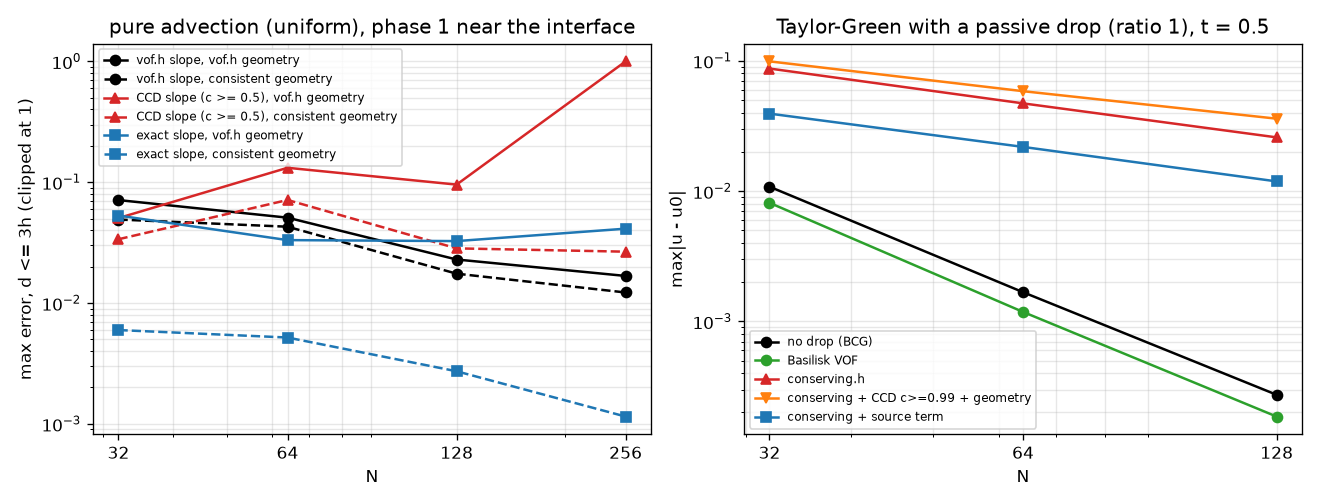 pure advection (uniform), phase 1 near the interface
max error, d <= 3h (clipped at 1)
10⁰
10⁻¹
10⁻²
10⁻³
vof.h slope, vof.h geometry
vof.h slope, consistent geometry
CCD slope (c >= 0.5), vof.h geometry
CCD slope (c >= 0.5), consistent geometry
exact slope, vof.h geometry
exact slope, consistent geometry
32
64
128
256
N
Taylor-Green with a passive drop (ratio 1), t = 0.5
max|u - u0|
10⁻¹
10⁻²
10⁻³
no drop (BCG)
Basilisk VOF
conserving.h
conserving + CCD c>=0.99 + geometry
conserving + source term
32
64
128
N